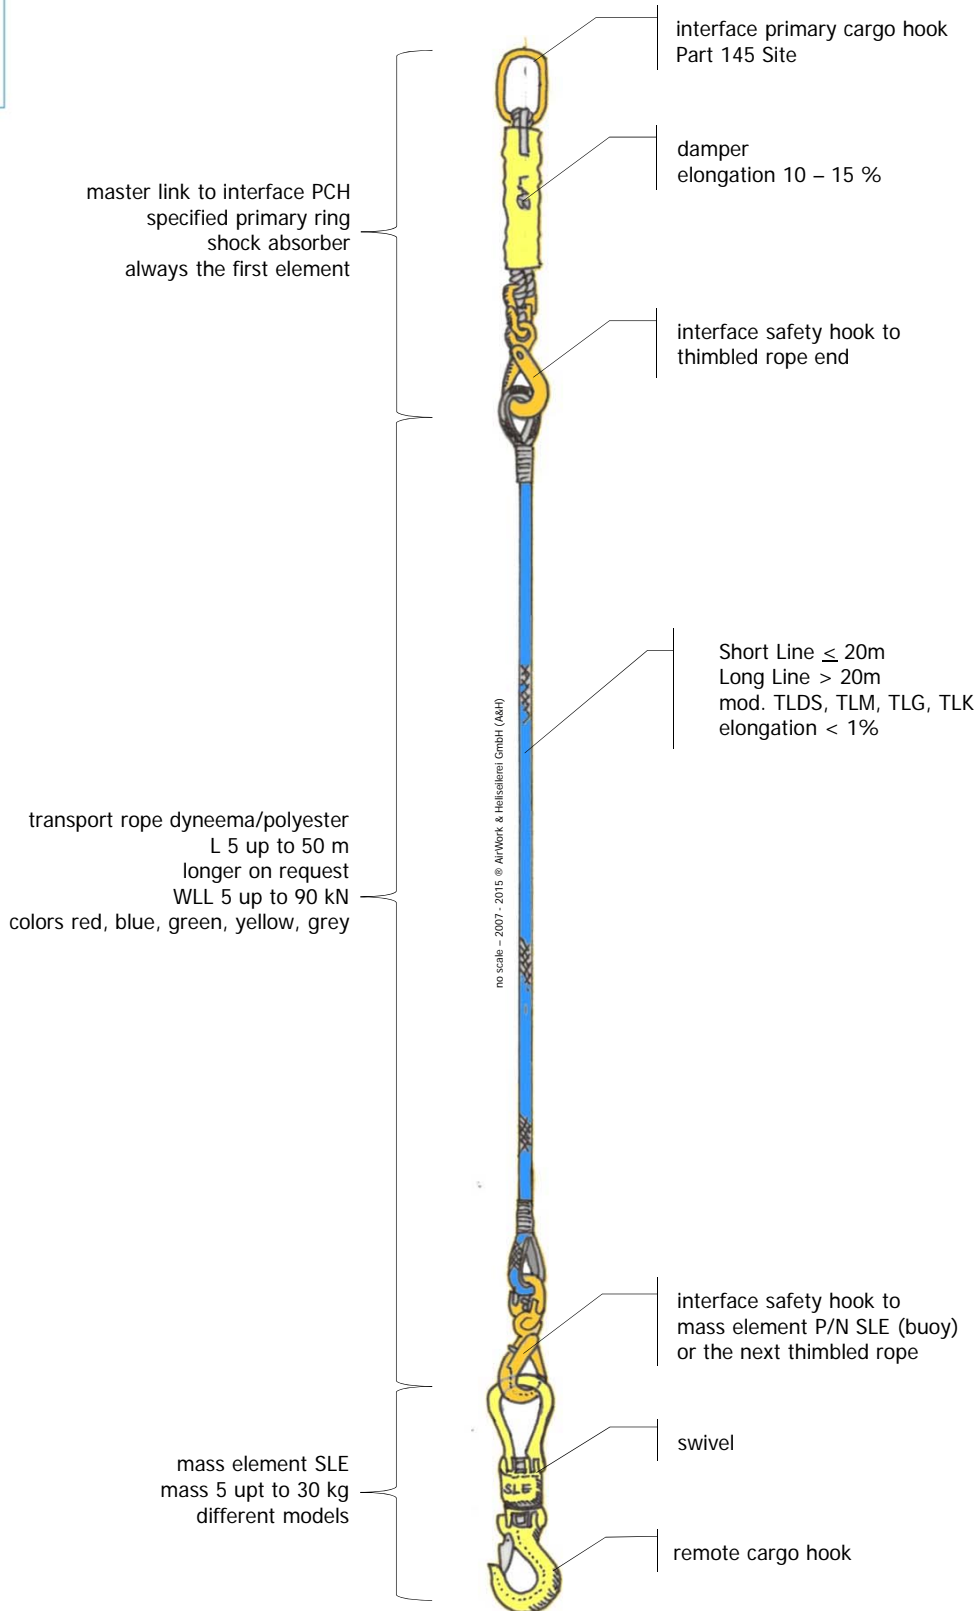 interface primary cargo hook
Part 145 Site
damper
elongation 10 – 15 %
master link to interface PCH
specified primary ring
shock absorber
always the first element
LAB
interface safety hook to
thimbled rope end
Short Line ≤ 20m
Long Line > 20m
mod. TLDS, TLM, TLG, TLK
elongation < 1%
no scale – 2007 - 2015 ® AirWork & Heliseilerei GmbH (A&H)
transport rope dyneema/polyester
L 5 up to 50 m
longer on request
WLL 5 up to 90 kN
colors red, blue, green, yellow, grey
interface safety hook to
mass element P/N SLE (buoy)
or the next thimbled rope
swivel
mass element SLE
mass 5 upt to 30 kg
different models
SLE
remote cargo hook